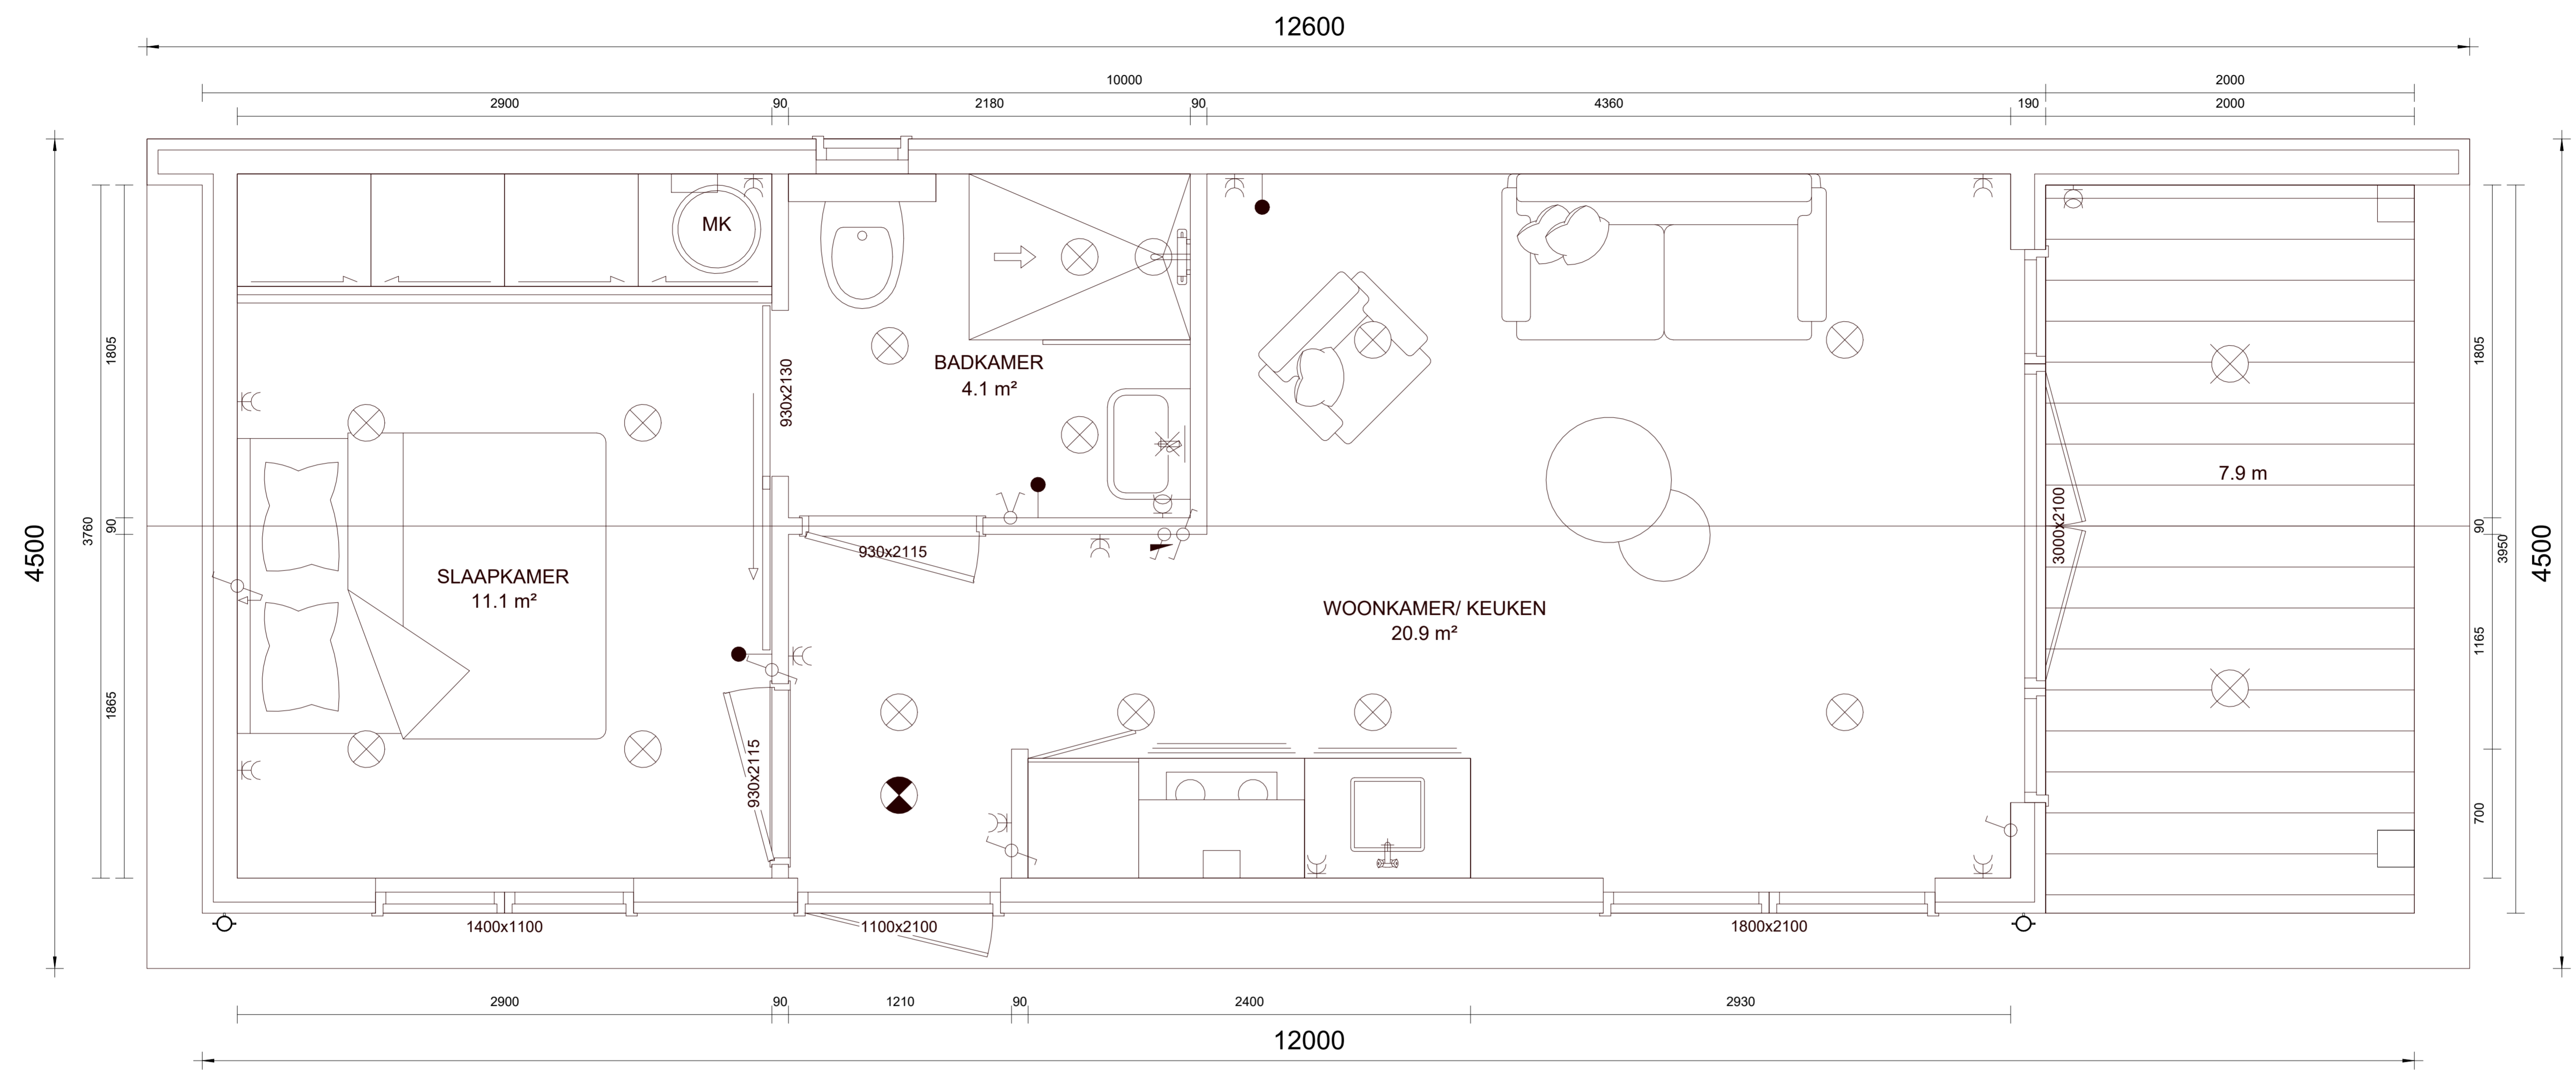 12600
10000
2000
2900
90
2180
90
4360
190
2000
MK
1805
90
1865
3760
4500
BADKAMER
4.1 m²
930x2130
930x2115
SLAAPKAMER
11.1 m²
930x2115
WOONKAMER/ KEUKEN
20.9 m²
3000x2100
7.9 m
1805
90
3950
1165
700
4500
1400x1100
1100x2100
1800x2100
2900
90
1210
90
2400
2930
12000